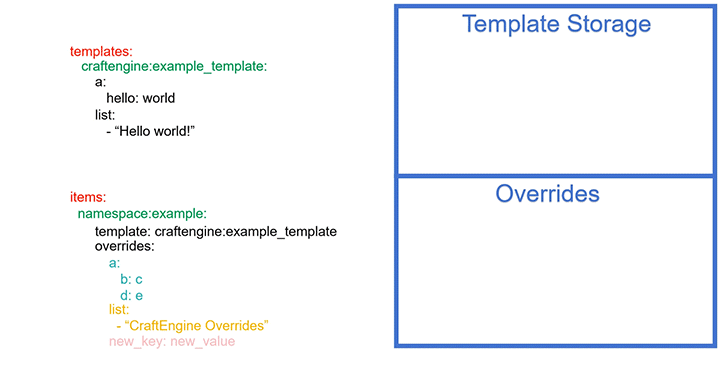 templates:
craftengine:example_template:
a:
hello: world
list:
- “Hello world!”
items:
namespace:example:
template: craftengine:example_template
overrides:
a:
b: c
d: e
list:
- “CraftEngine Overrides”
new_key: new_value
Template Storage
Overrides